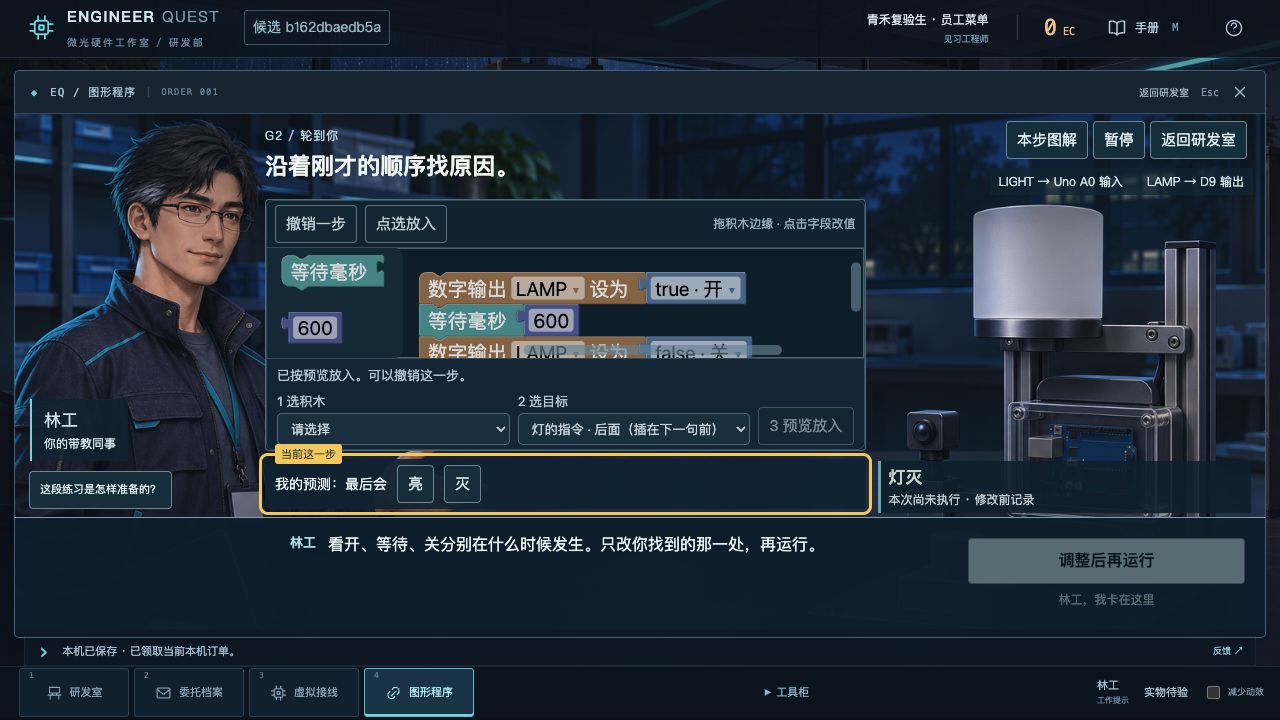 ENGINEER QUEST
微光硬件工作室 / 研发部
候选 b162dbaedb5a
青禾复验生 · 员工菜单
见习工程师
0 EC
手册 M
EQ / 图形程序
ORDER 001
返回研发室 Esc
G2 / 轮到你
沿着刚才的顺序找原因。
本步图解
暂停
返回研发室
LIGHT → Uno A0 输入
LAMP → D9 输出
撤销一步
点选放入
拖积木边缘 · 点击字段改值
等待毫秒
600
数字输出 LAMP 设为 true · 开
等待毫秒 600
数字输出 LAMP 设为 false · 关
已按预览放入。可以撤销这一步。
1 选积木
请选择
2 选目标
灯的指令 · 后面（插在下一句前）
3 预览放入
当前这一步
我的预测：最后会 亮 灭
林工
你的带教同事
这段练习是怎样准备的？
灯灭
本次尚未执行 · 修改前记录
林工 看开、等待、关分别在什么时候发生。只改你找到的那一处，再运行。
调整后再运行
林工，我卡在这里
本机已保存 · 已领取当前本机订单。
反馈 ↗
1 研发室
2 委托档案
3 虚拟接线
4 图形程序
工具柜
林工
工作提示
实物待验
减少动效